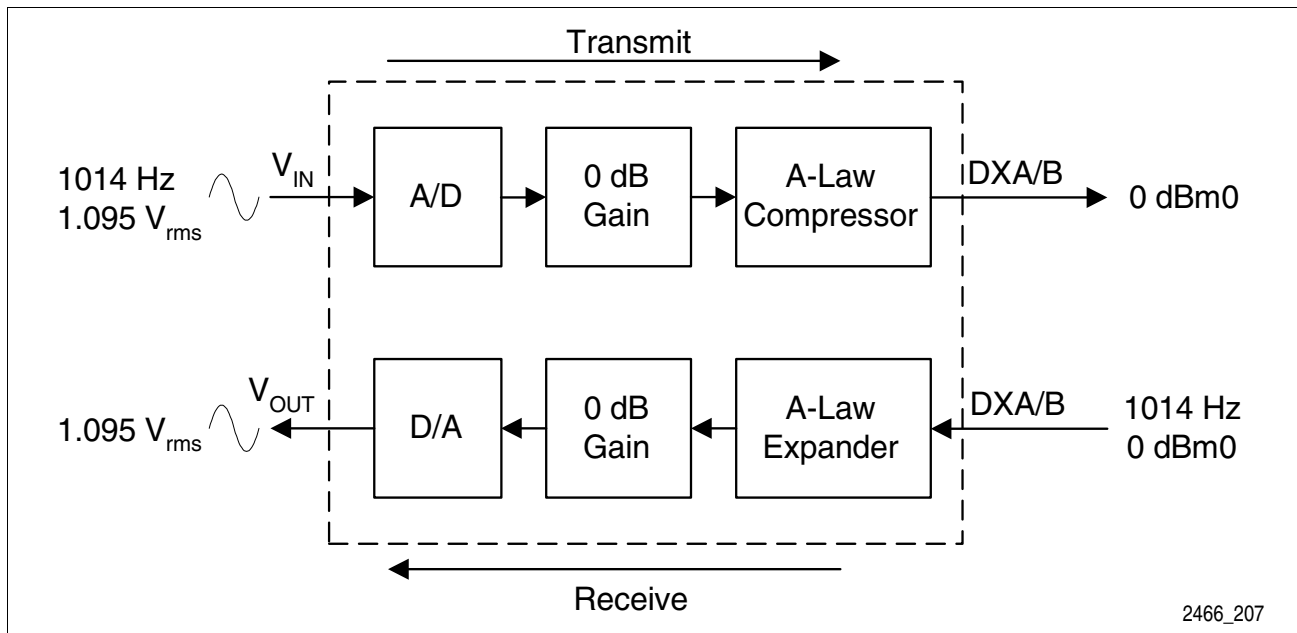 Transmit
1014 Hz
1.095 Vrms
VIN
A/D
0 dB
Gain
A-Law
Compressor
DXA/B
0 dBm0
1.095 Vrms
VOUT
D/A
0 dB
Gain
A-Law
Expander
DXA/B
1014 Hz
0 dBm0
Receive
2466_207